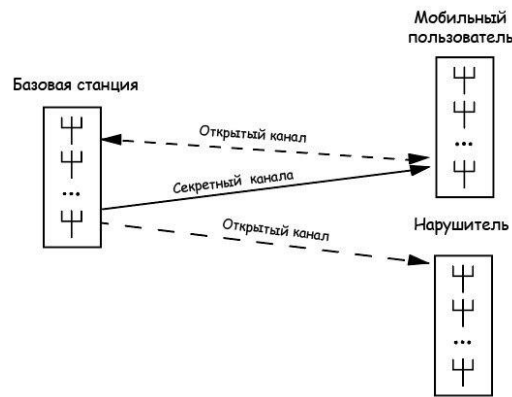 Мобильный
пользователь
Базовая станция
Открытый канал
Секретный канала
Открытый канал
Нарушитель
...
...
...